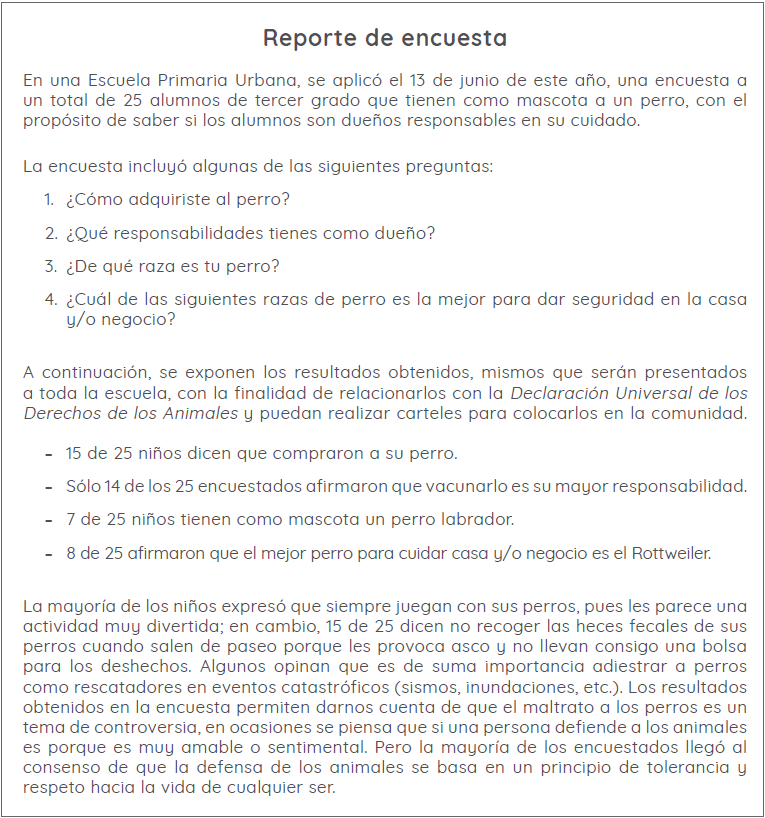 Reporte de encuesta
En una Escuela Primaria Urbana, se aplicó el 13 de junio de este año, una encuesta a
un total de 25 alumnos de tercer grado que tienen como mascota a un perro, con el
propósito de saber si los alumnos son dueños responsables en su cuidado.
La encuesta incluyó algunas de las siguientes preguntas:
1. ¿Cómo adquiriste al perro?
2. ¿Qué responsabilidades tienes como dueño?
3. ¿De qué raza es tu perro?
4. ¿Cuál de las siguientes razas de perro es la mejor para dar seguridad en la casa
y/o negocio?
A continuación, se exponen los resultados obtenidos, mismos que serán presentados
a toda la escuela, con la finalidad de relacionarlos con la Declaración Universal de los
Derechos de los Animales y puedan realizar carteles para colocarlos en la comunidad.
- 15 de 25 niños dicen que compraron a su perro.
- Sólo 14 de los 25 encuestados afirmaron que vacunarlo es su mayor responsabilidad.
- 7 de 25 niños tienen como mascota un perro labrador.
- 8 de 25 afirmaron que el mejor perro para cuidar casa y/o negocio es el Rottweiler.
La mayoría de los niños expresó que siempre juegan con sus perros, pues les parece una
actividad muy divertida; en cambio, 15 de 25 dicen no recoger las heces fecales de sus
perros cuando salen de paseo porque les provoca asco y no llevan consigo una bolsa
para los deshechos. Algunos opinan que es de suma importancia adiestrar a perros
como rescatadores en eventos catastróficos (sismos, inundaciones, etc.). Los resultados
obtenidos en la encuesta permiten darnos cuenta de que el maltrato a los perros es un
tema de controversia, en ocasiones se piensa que si una persona defiende a los animales
es porque es muy amable o sentimental. Pero la mayoría de los encuestados llegó al
consenso de que la defensa de los animales se basa en un principio de tolerancia y
respeto hacia la vida de cualquier ser.